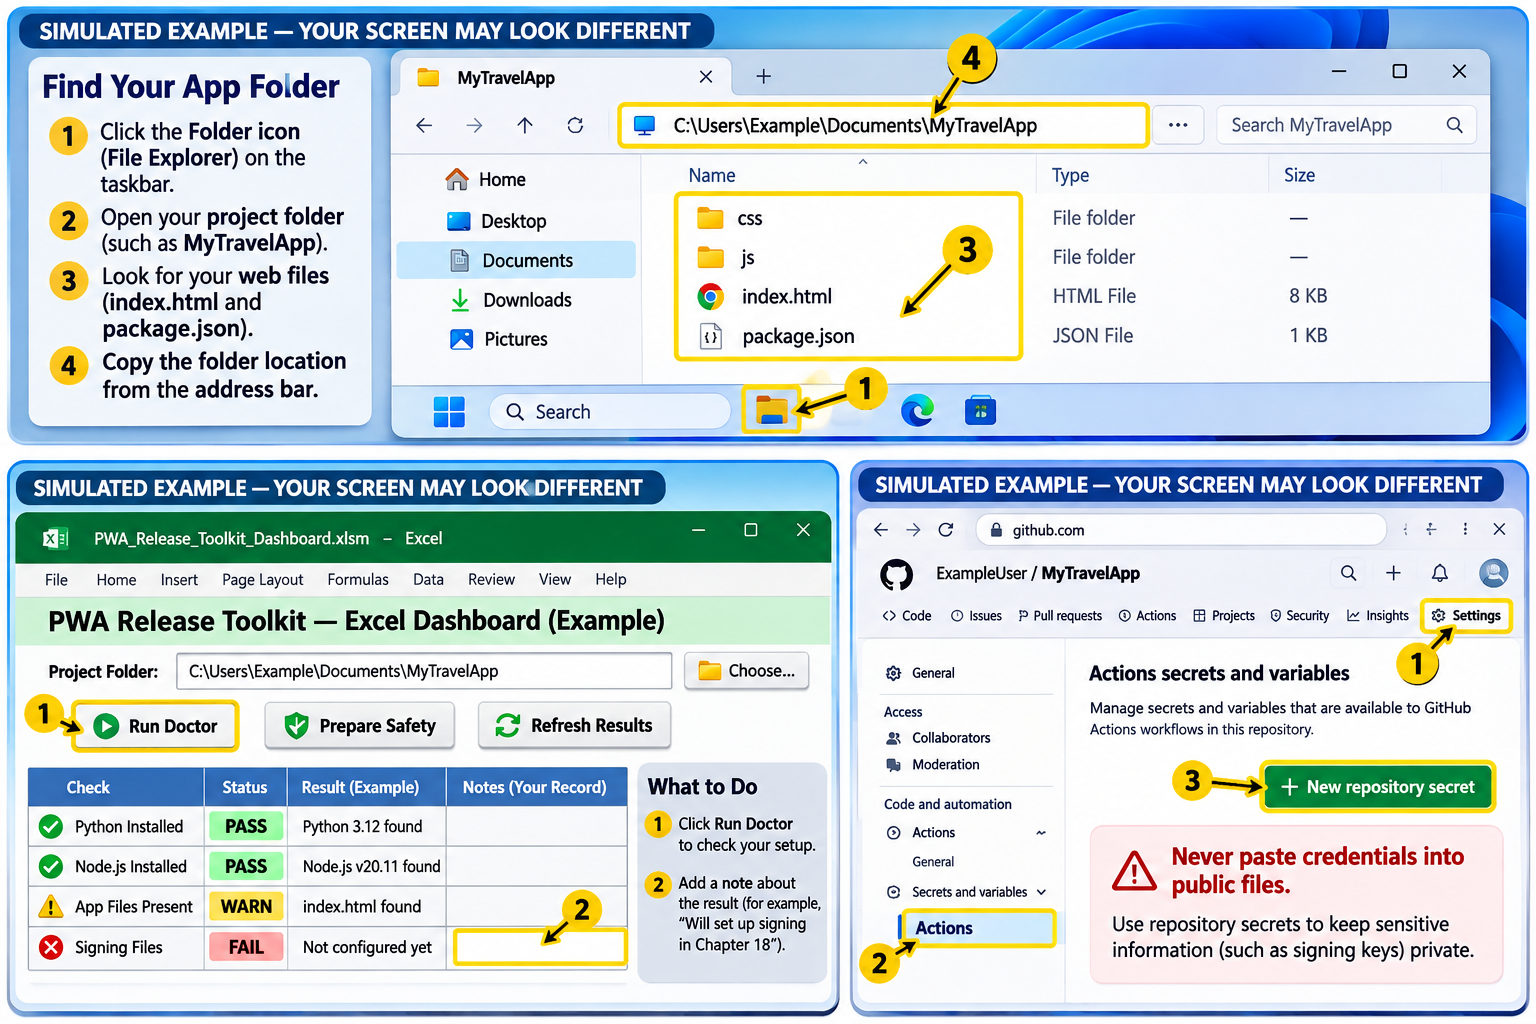 SIMULATED EXAMPLE — YOUR SCREEN MAY LOOK DIFFERENT
Find Your App Folder
1 Click the Folder icon
(File Explorer) on the
taskbar.
2 Open your project folder
(such as MyTravelApp).
3 Look for your web files
(index.html and
package.json).
4 Copy the folder location
from the address bar.
MyTravelApp
4
C:\Users\Example\Documents\MyTravelApp
Search MyTravelApp
Home
Desktop
Documents
Downloads
Pictures
Name Type Size
css File folder —
js File folder —
index.html HTML File 8 KB
package.json JSON File 1 KB
3
Search
1
SIMULATED EXAMPLE — YOUR SCREEN MAY LOOK DIFFERENT
PWA_Release_Toolkit_Dashboard.xlsm – Excel
File Home Insert Page Layout Formulas Data Review View Help
PWA Release Toolkit — Excel Dashboard (Example)
Project Folder: C:\Users\Example\Documents\MyTravelApp Choose...
1 Run Doctor Prepare Safety Refresh Results
Check Status Result (Example) Notes (Your Record)
Python Installed PASS Python 3.12 found
Node.js Installed PASS Node.js v20.11 found
App Files Present WARN index.html found
Signing Files FAIL Not configured yet
2
What to Do
1 Click Run Doctor
to check your setup.
2 Add a note about
the result (for example,
“Will set up signing
in Chapter 18”).
SIMULATED EXAMPLE — YOUR SCREEN MAY LOOK DIFFERENT
github.com
ExampleUser / MyTravelApp
Code Issues Pull requests Actions Projects Security Insights Settings
1
General
Access
Collaborators
Moderation
Code and automation
Actions
General
Secrets and variables
Actions
2
Actions secrets and variables
Manage secrets and variables that are available to GitHub
Actions workflows in this repository.
3 + New repository secret
Never paste credentials into
public files.
Use repository secrets to keep sensitive
information (such as signing keys) private.